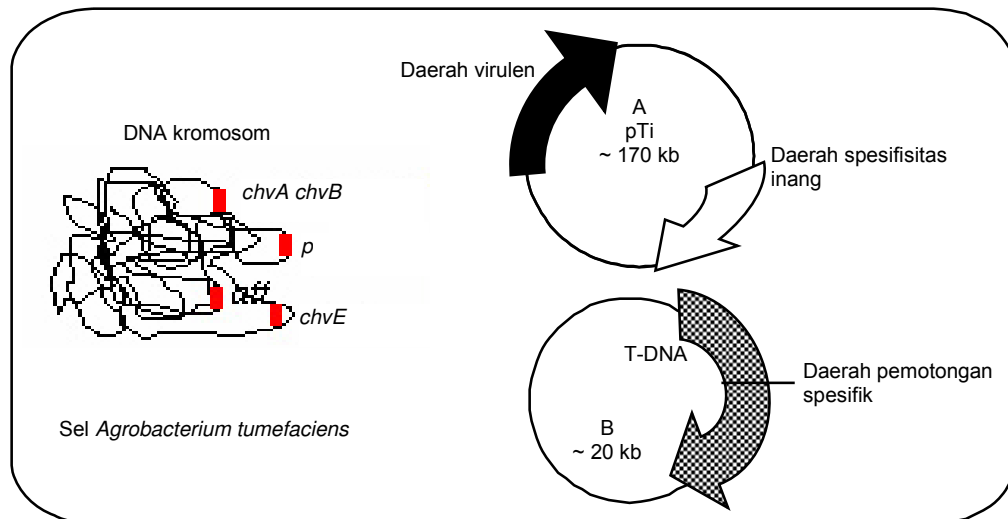 Daerah virulen
A
pTi
~ 170 kb
DNA kromosom
Daerah spesifisitas
inang
chvA chvB
p
att
chvE
T-DNA
Daerah pemotongan
spesifik
B
~ 20 kb
Sel Agrobacterium tumefaciens